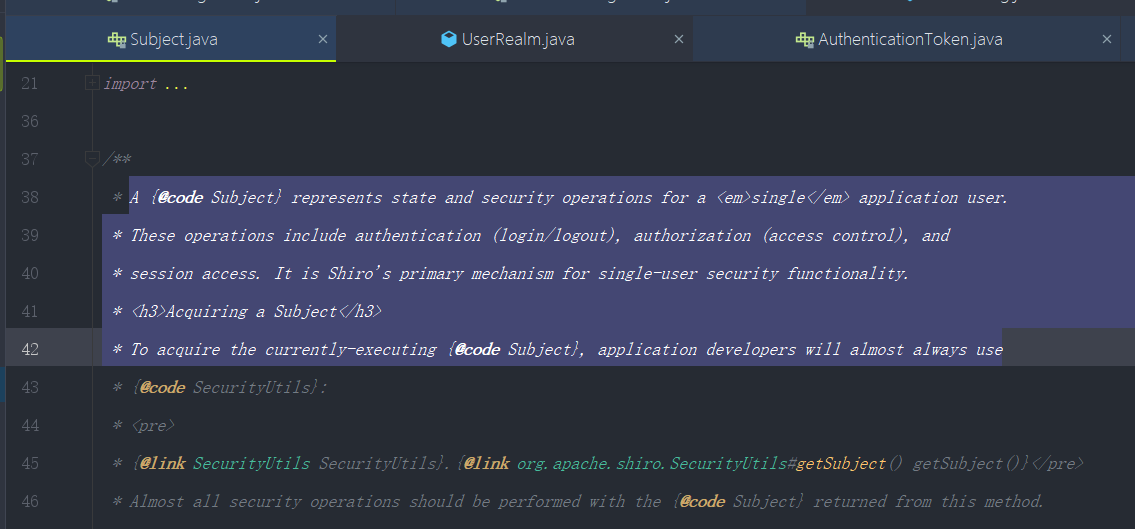 Subject.java × UserRealm.java × AuthenticationToken.java ×
21 import ...
36
37 /**
38 * A {@code Subject} represents state and security operations for a <em>single</em> application user.
39 * These operations include authentication (login/logout), authorization (access control), and
40 * session access. It is Shiro's primary mechanism for single-user security functionality.
41 * <h3>Acquiring a Subject</h3>
42 * To acquire the currently-executing {@code Subject}, application developers will almost always use
43 * {@code SecurityUtils}:
44 * <pre>
45 * {@link SecurityUtils SecurityUtils}.{@link org.apache.shiro.SecurityUtils#getSubject() getSubject()}</pre>
46 * Almost all security operations should be performed with the {@code Subject} returned from this method.